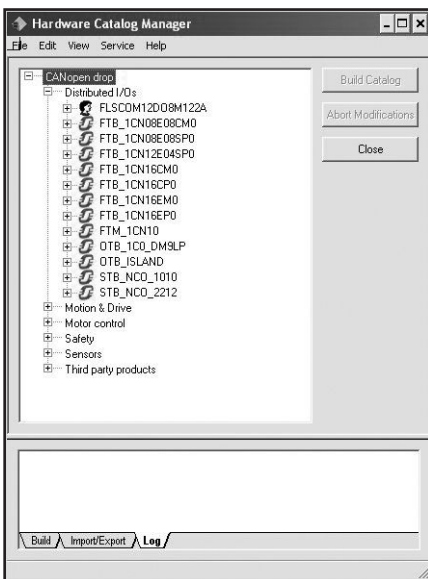 Hardware Catalog Manager
File Edit View Service Help
CANopen drop
Distributed I/Os
FLSCOM12DO8M122A
FTB_1CN08E08CM0
FTB_1CN08E08SP0
FTB_1CN12E04SP0
FTB_1CN16CM0
FTB_1CN16CP0
FTB_1CN16EM0
FTB_1CN16EP0
FTM_1CN10
OTB_1C0_DM9LP
OTB_ISLAND
STB_NCO_1010
STB_NCO_2212
Motion & Drive
Motor control
Safety
Sensors
Third party products
Build Catalog
Abort Modifications
Close
Build Import/Export Log